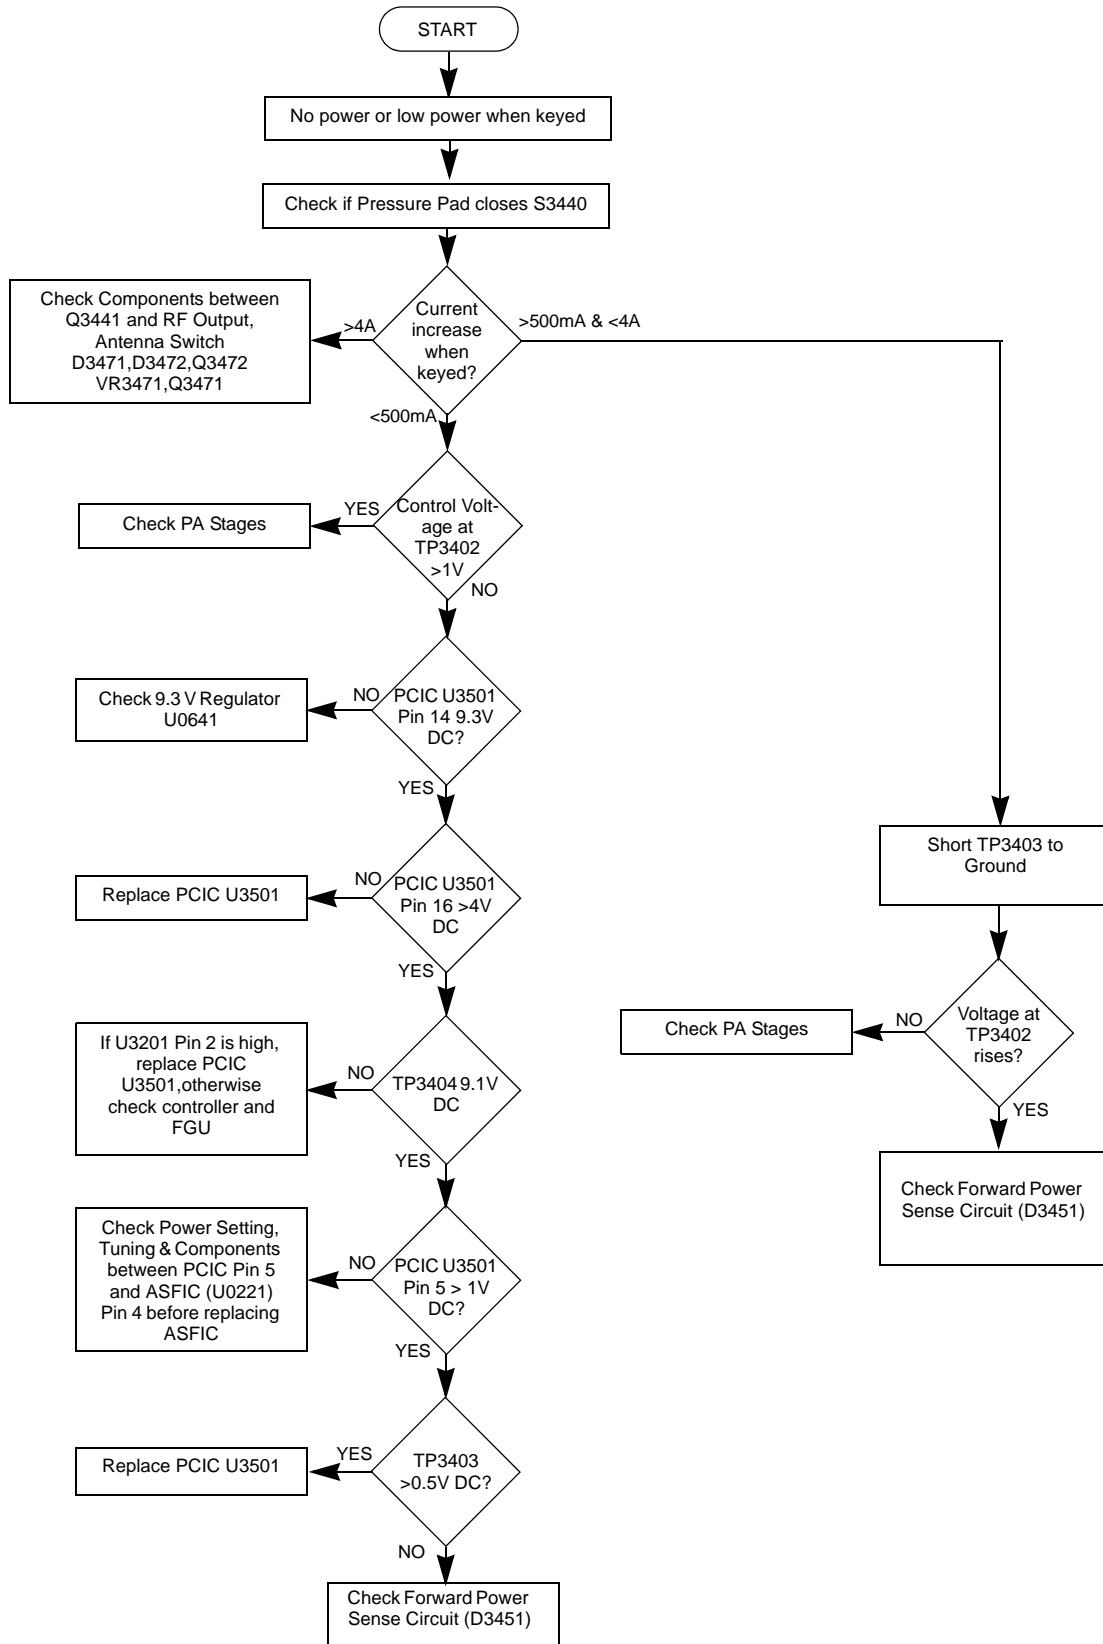 START
No power or low power when keyed
Check if Pressure Pad closes S3440
Check Components between
Q3441 and RF Output,
Antenna Switch
D3471,D3472,Q3472
VR3471,Q3471
>4A
Current
increase
when
keyed?
>500mA & <4A
<500mA
Check PA Stages
YES
Control Volt-
age at
TP3402
>1V
NO
Check 9.3 V Regulator
U0641
NO
PCIC U3501
Pin 14 9.3V
DC?
YES
Replace PCIC U3501
NO
PCIC U3501
Pin 16 >4V
DC
YES
If U3201 Pin 2 is high,
replace PCIC
U3501,otherwise
check controller and
FGU
NO
TP3404 9.1V
DC
YES
Check Power Setting,
Tuning & Components
between PCIC Pin 5
and ASFIC (U0221)
Pin 4 before replacing
ASFIC
NO
PCIC U3501
Pin 5 > 1V
DC?
YES
Replace PCIC U3501
YES
TP3403
>0.5V DC?
NO
Check Forward Power
Sense Circuit (D3451)
Short TP3403 to
Ground
Check PA Stages
NO
Voltage at
TP3402
rises?
YES
Check Forward Power
Sense Circuit (D3451)